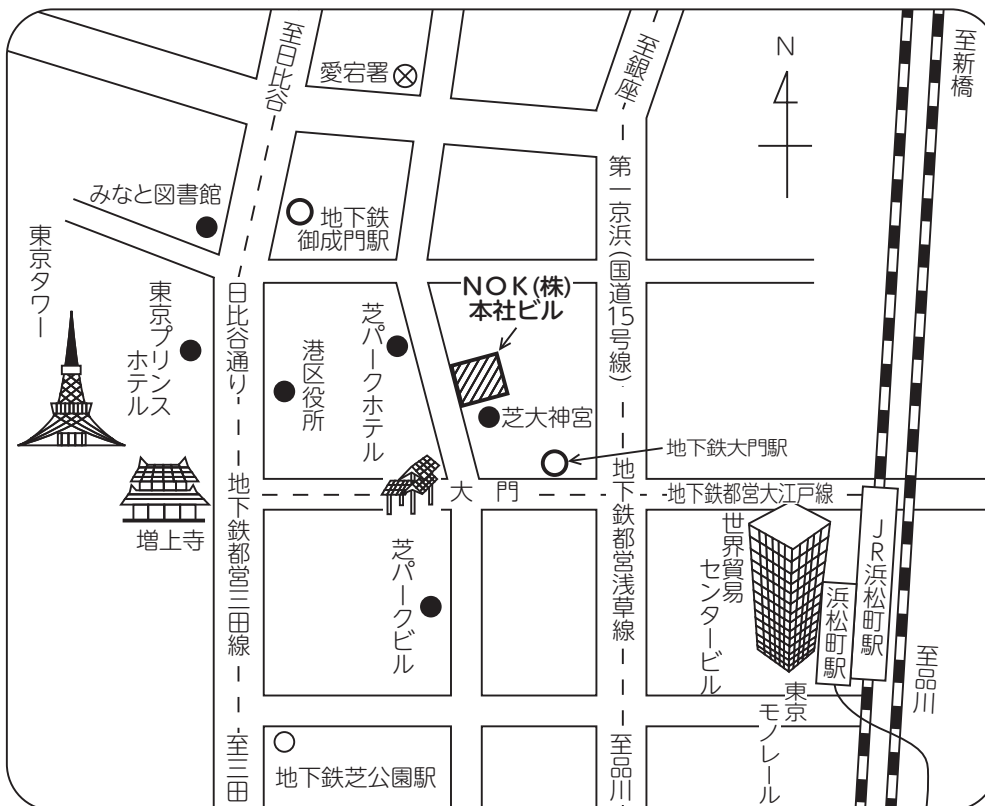 至日比谷
愛宕署
至銀座
N
至新橋
みなと図書館
地下鉄
御成門駅
第一京浜(国道15号線)
東京タワー
東京プリンス
ホテル
日比谷通り
港区役所
芝パークホテル
NOK(株)
本社ビル
芝大神宮
地下鉄大門駅
大門
地下鉄都営大江戸線
増上寺
地下鉄都営三田線
芝パークビル
地下鉄都営浅草線
世界貿易
センタービル
JR浜松町駅
浜松町駅
東京
モノレール
至品川
至三田
地下鉄芝公園駅
至品川